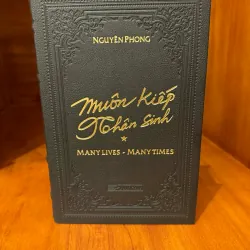 NGUYÊN PHONG
Muôn Kiếp
Nhân Sinh
MANY LIVES - MANY TIMES